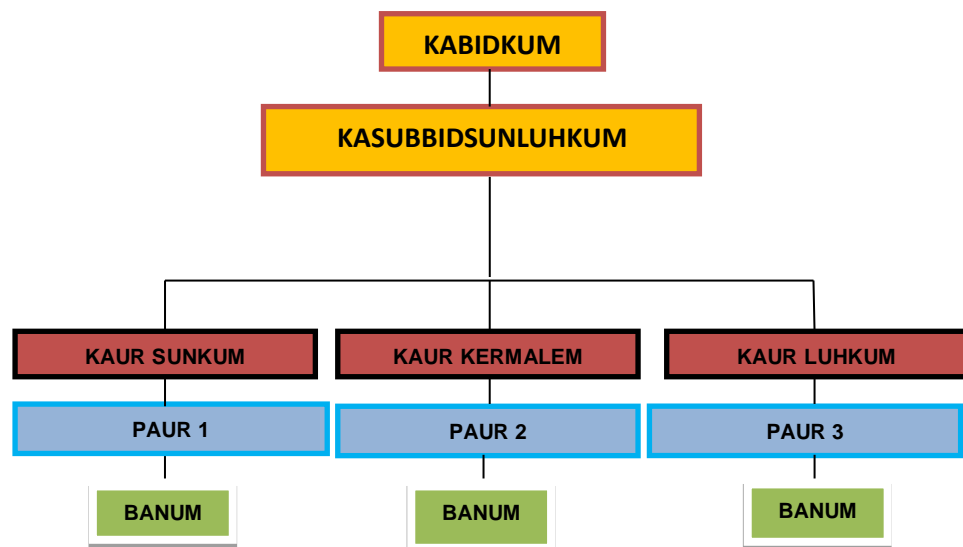 KABIDKUM
KASUBBIDSUNLUHKUM
KAUR SUNKUM
KAUR KERMALEM
KAUR LUHKUM
PAUR 1
PAUR 2
PAUR 3
BANUM
BANUM
BANUM